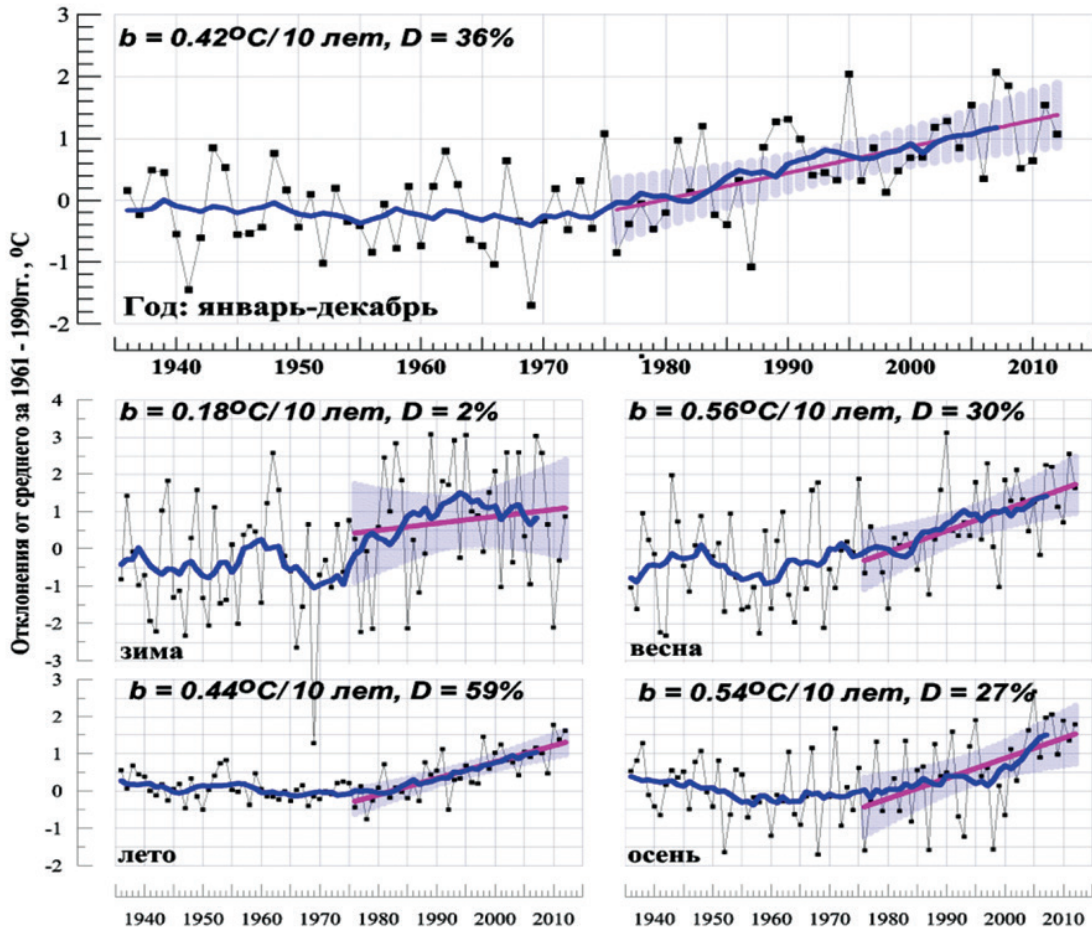 Отклонения от среднего за 1961 - 1990гг. , ºС
3
2
1
0
-1
-2
b = 0.42ºC/ 10 лет, D = 36%
Год: январь-декабрь
1940 1950 1960 1970 1980 1990 2000 2010
4
3
2
1
0
-1
-2
-3
b = 0.18ºC/ 10 лет, D = 2%
зима
b = 0.56ºC/ 10 лет, D = 30%
весна
2
1
0
-1
-2
b = 0.44ºC/ 10 лет, D = 59%
лето
b = 0.54ºC/ 10 лет, D = 27%
осень
1940 1950 1960 1970 1980 1990 2000 2010
1940 1950 1960 1970 1980 1990 2000 2010